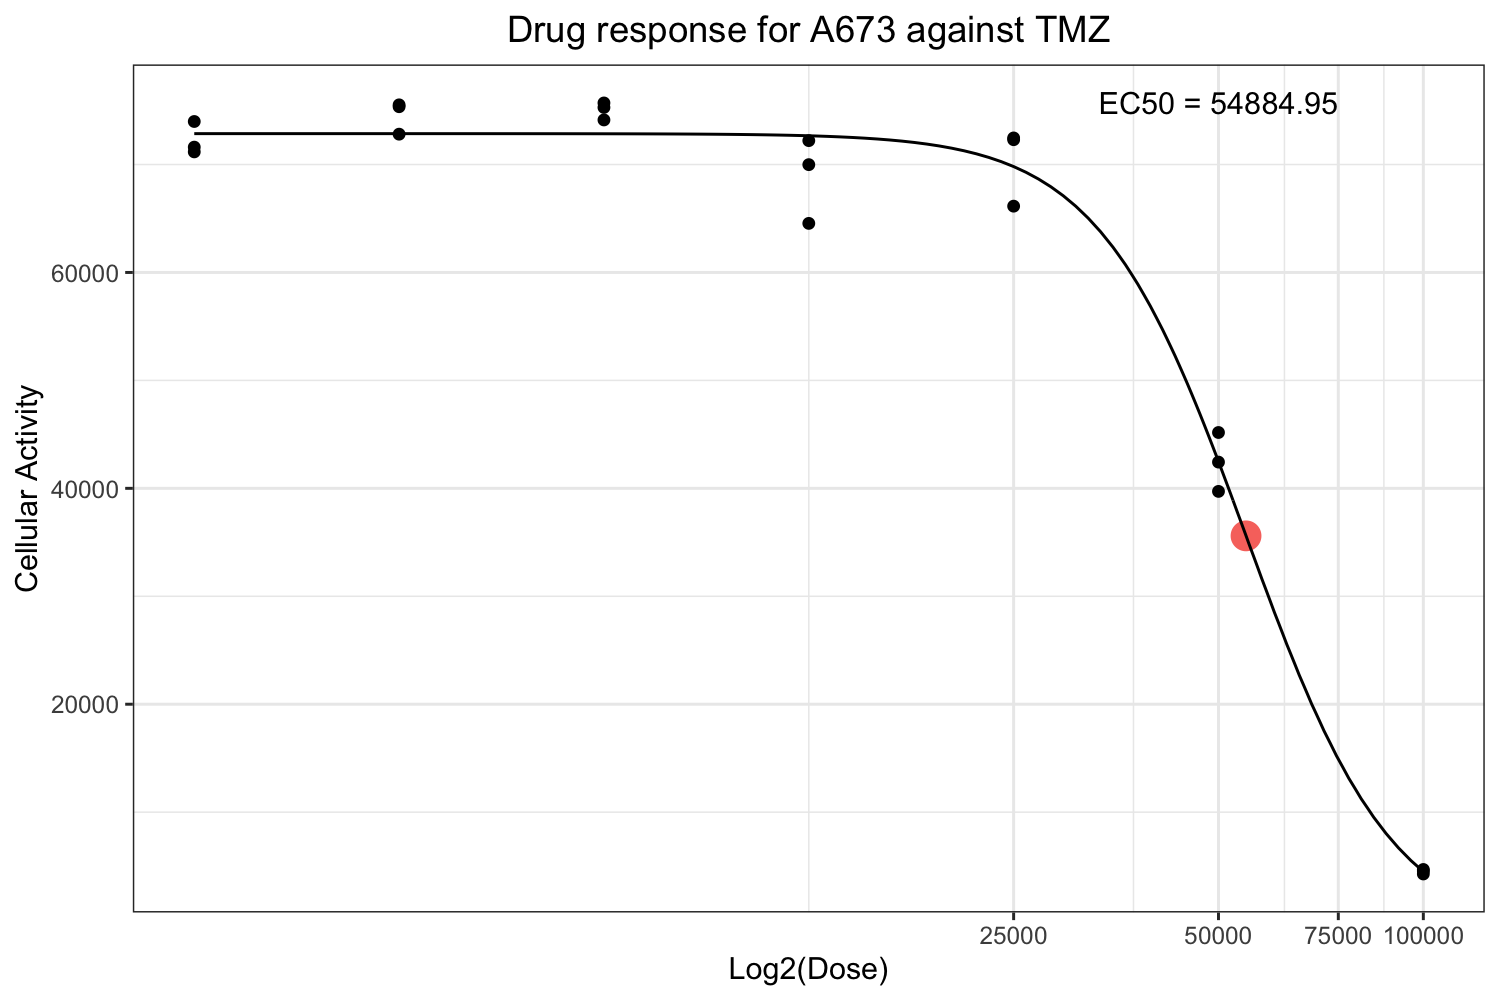 Drug response for A673 against TMZ
EC50 = 54884.95
60000
40000
20000
Cellular Activity
25000 50000 75000 100000
Log2(Dose)